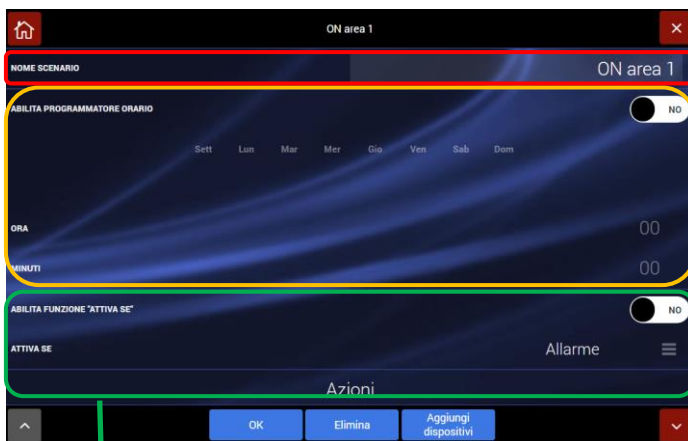 ON area 1
NOME SCENARIO
ON area 1
ABILITA PROGRAMMATORE ORARIO
NO
Sett Lun Mar Mer Gio Ven Sab Dom
ORA
00
MINUTI
00
ABILITA FUNZIONE "ATTIVA SE"
NO
ATTIVA SE
Allarme
Azioni
OK
Elimina
Aggiungi
dispositivi